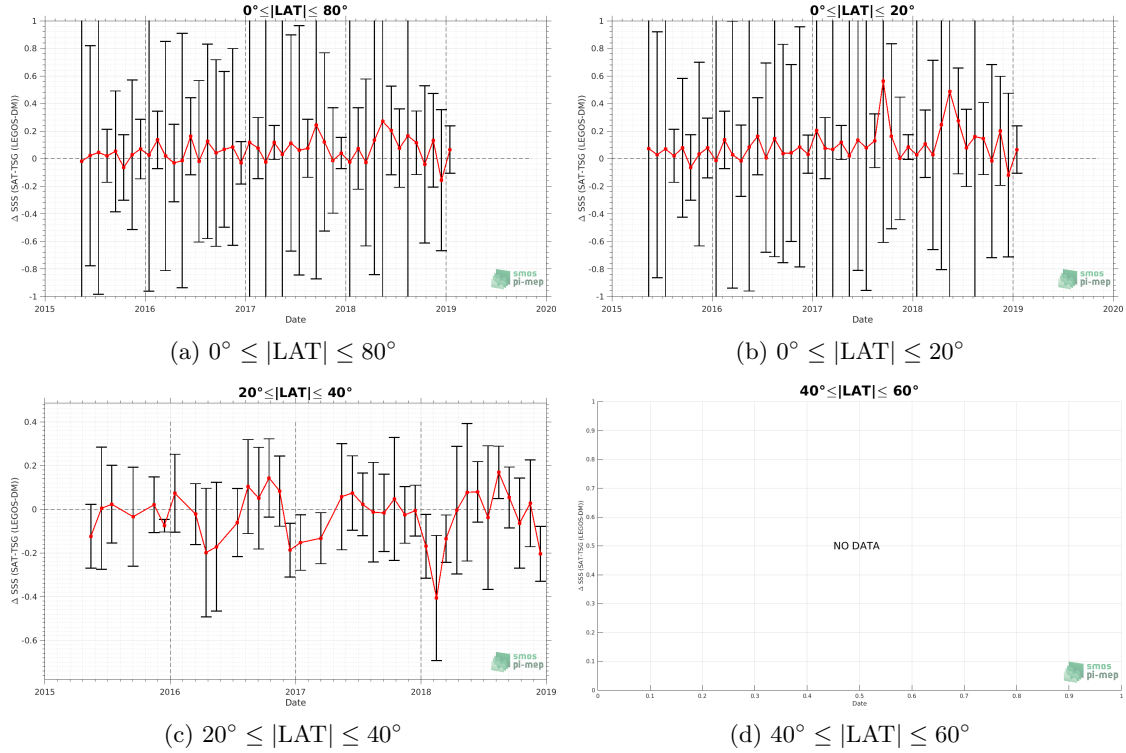 0°≤|LAT|≤ 80°
Δ SSS (SAT-TSG (LEGOS-DM))
1
0.8
0.6
0.4
0.2
0
-0.2
-0.4
-0.6
-0.8
-1
2015
2016
2017
2018
2019
2020
Date
smos
pi-mep
(a) 0° ≤ |LAT| ≤ 80°
0°≤|LAT|≤ 20°
Δ SSS (SAT-TSG (LEGOS-DM))
1
0.8
0.6
0.4
0.2
0
-0.2
-0.4
-0.6
-0.8
-1
2015
2016
2017
2018
2019
2020
Date
smos
pi-mep
(b) 0° ≤ |LAT| ≤ 20°
20°≤|LAT|≤ 40°
Δ SSS (SAT-TSG (LEGOS-DM))
0.4
0.2
0
-0.2
-0.4
-0.6
2015
2016
2017
2018
2019
Date
smos
pi-mep
(c) 20° ≤ |LAT| ≤ 40°
40°≤|LAT|≤ 60°
Δ SSS (SAT-TSG (LEGOS-DM))
1
0.9
0.8
0.7
0.6
0.5
0.4
0.3
0.2
0.1
0
NO DATA
0
0.1
0.2
0.3
0.4
0.5
0.6
0.7
0.8
0.9
1
Date
smos
pi-mep
(d) 40° ≤ |LAT| ≤ 60°